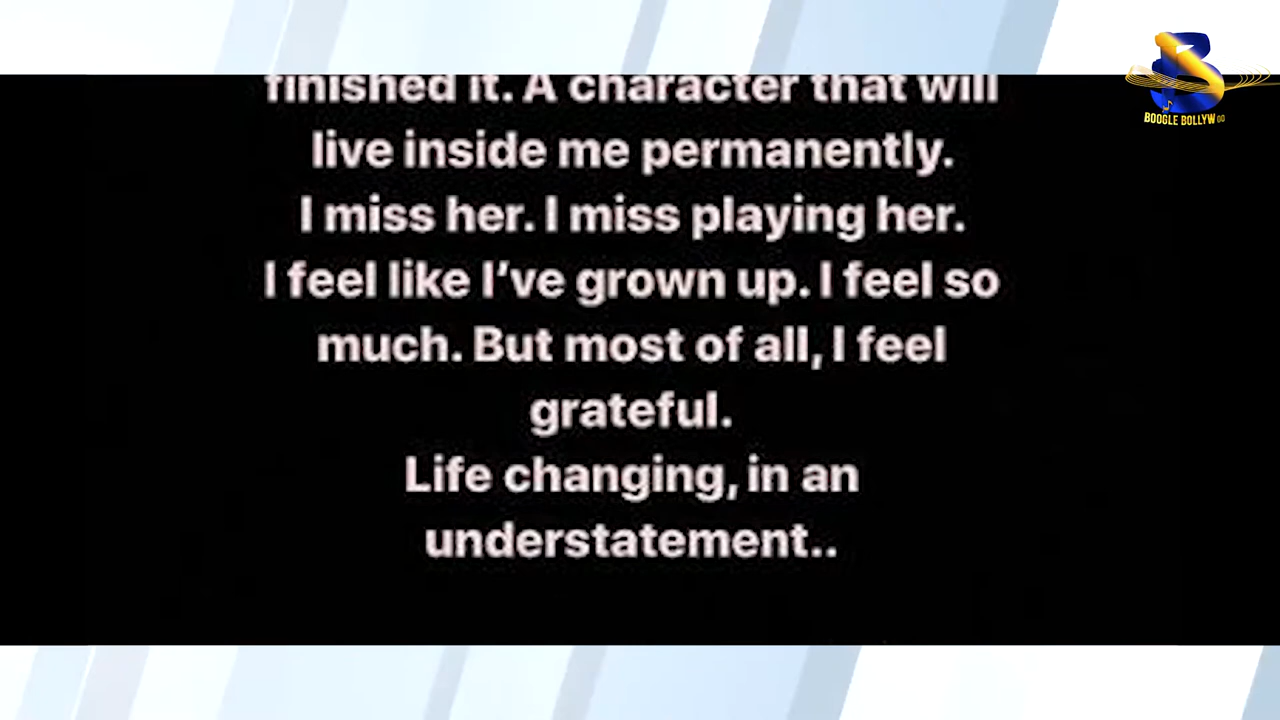 finished it. A character that will
live inside me permanently.
I miss her. I miss playing her.
I feel like I've grown up. I feel so
much. But most of all, I feel
grateful.
Life changing, in an
understatement..
BOOGLE BOLLYWOO